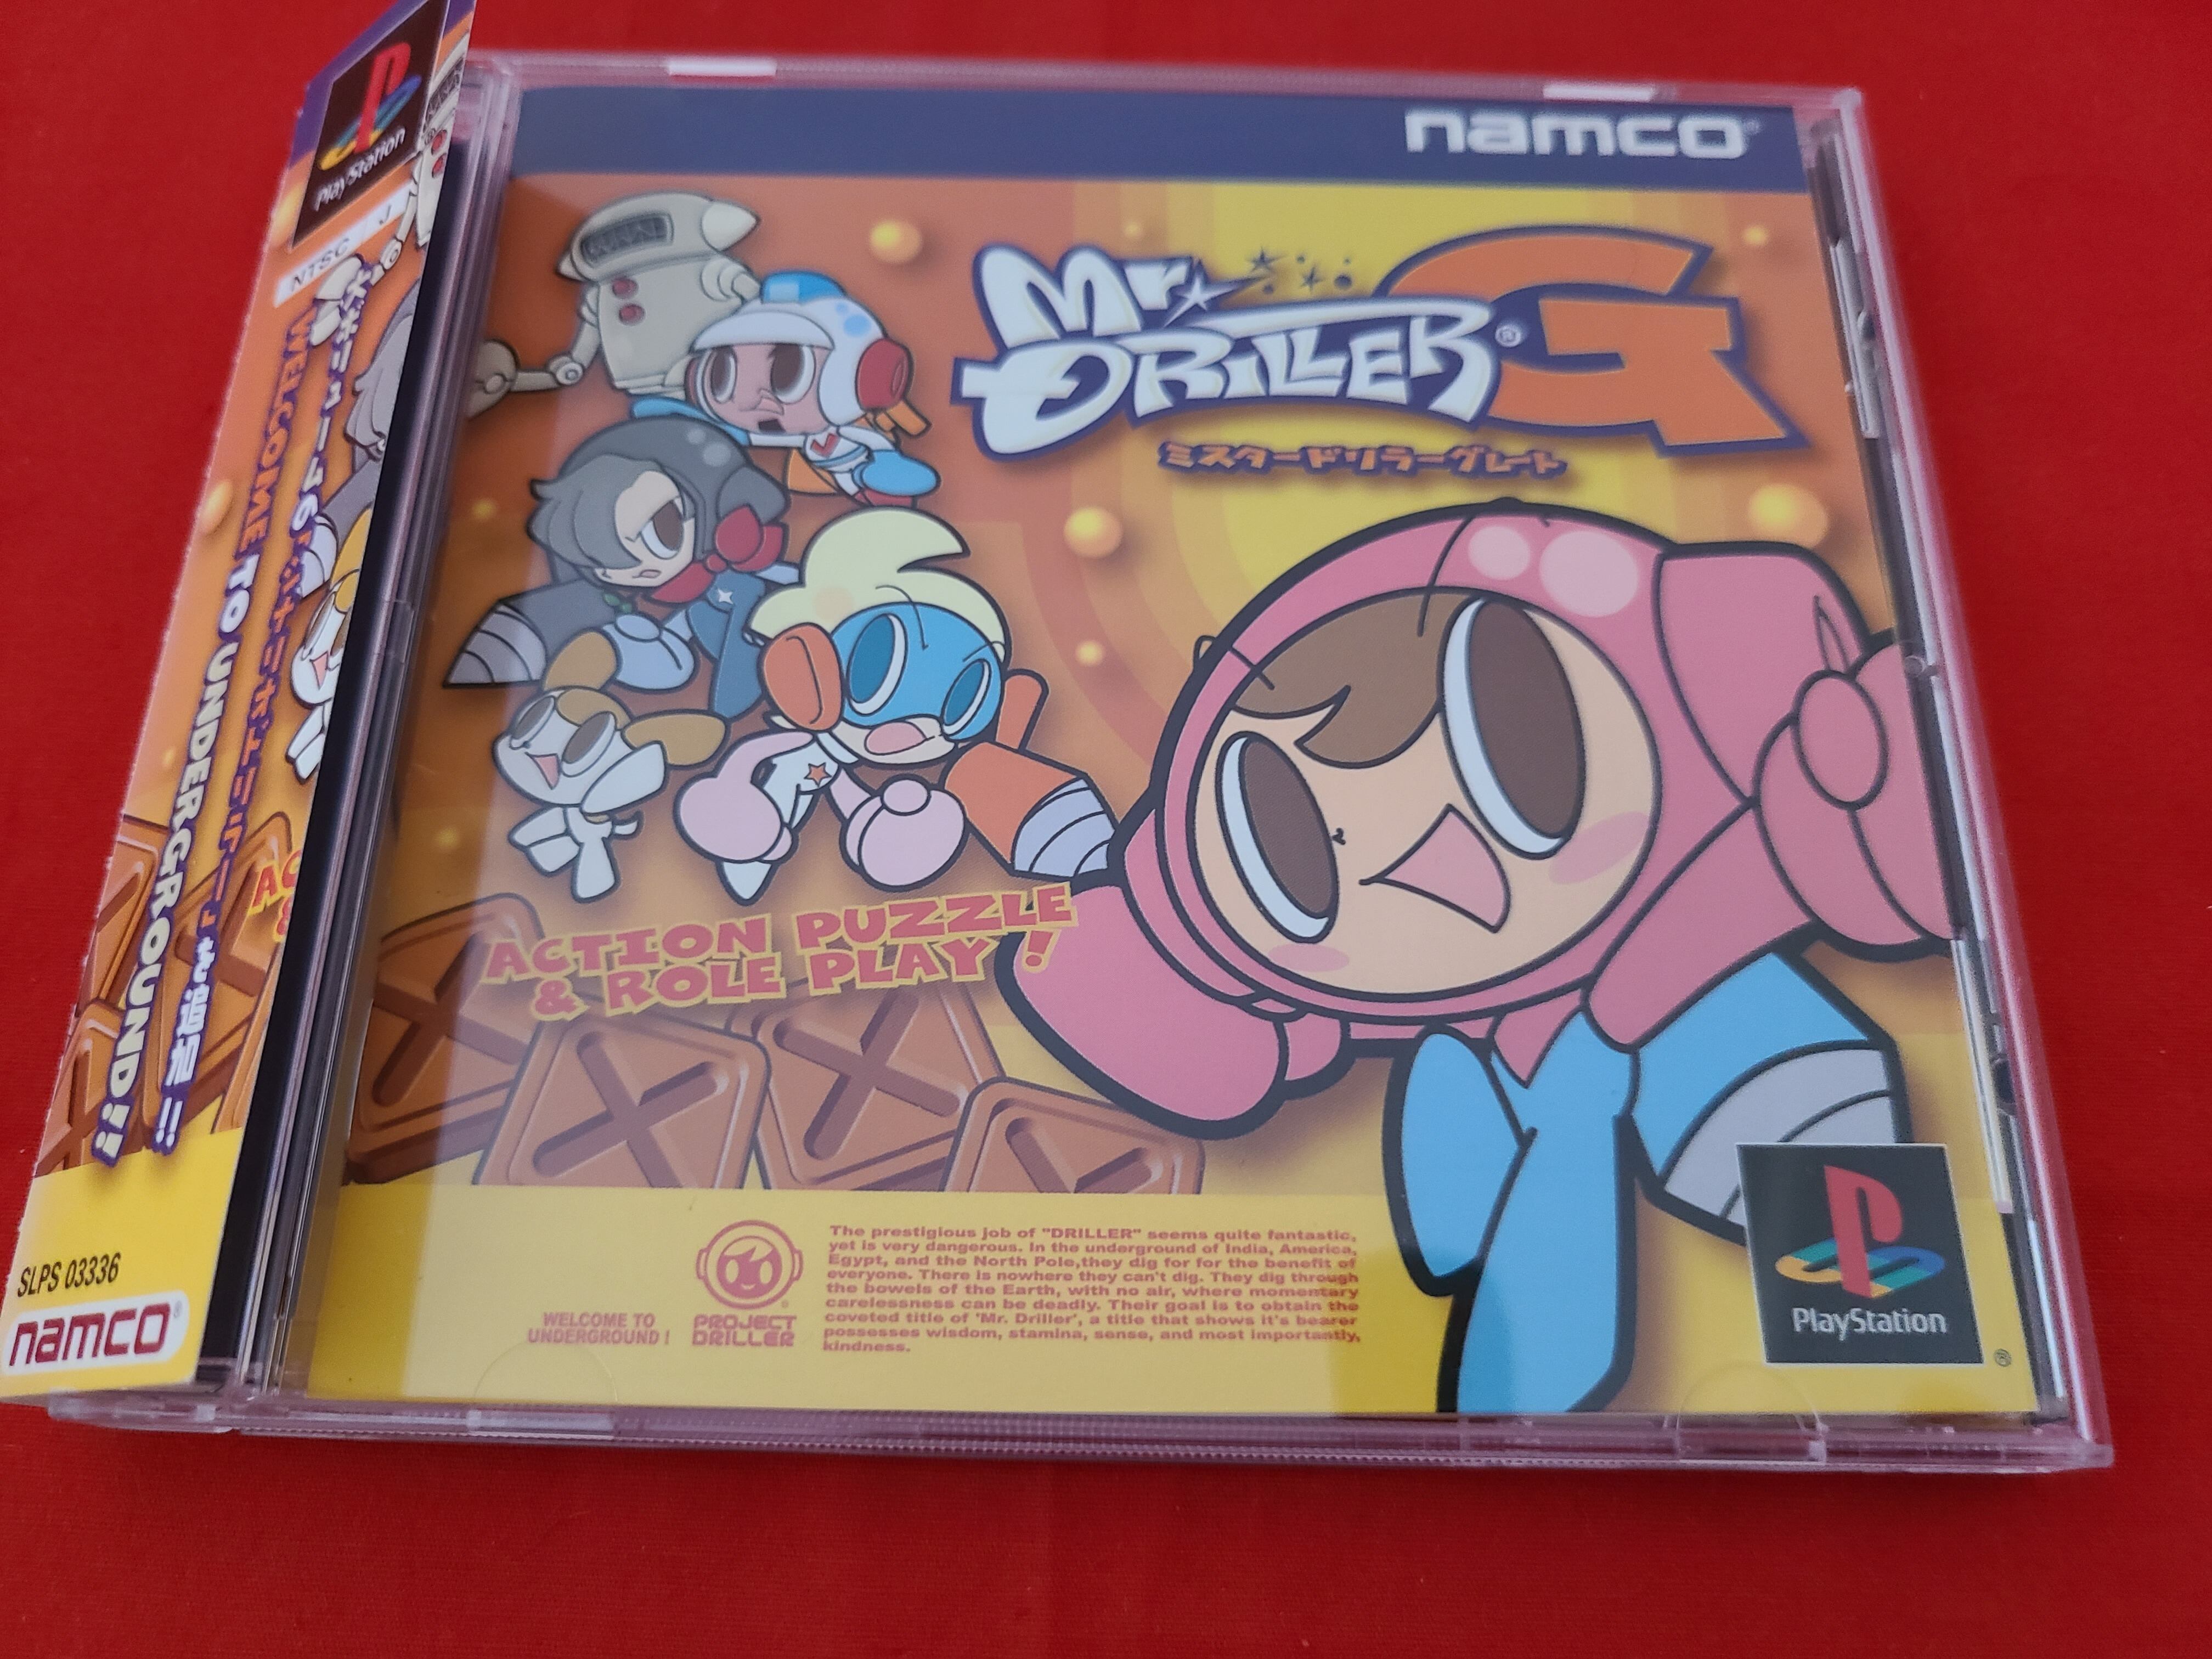 PlayStation
NTSC J
WELCOME TO UNDERGROUND!!
SLPS 03336
namco
namco
Mr.
DRILLER G
ミスタードリラーグレート
ACTION PUZZLE
& ROLE PLAY !
WELCOME TO
UNDERGROUND !
PROJECT
DRILLER
The prestigious job of "DRILLER" seems quite fantastic,
yet is very dangerous. In the underground of India, America,
Egypt, and the North Pole,they dig for for the benefit of
everyone. There is nowhere they can't dig. They dig through
the bowels of the Earth, with no air, where momentary
carelessness can be deadly. Their goal is to obtain the
coveted title of 'Mr. Driller', a title that shows it's bearer
possesses wisdom, stamina, sense, and most importantly,
kindness.
PlayStation